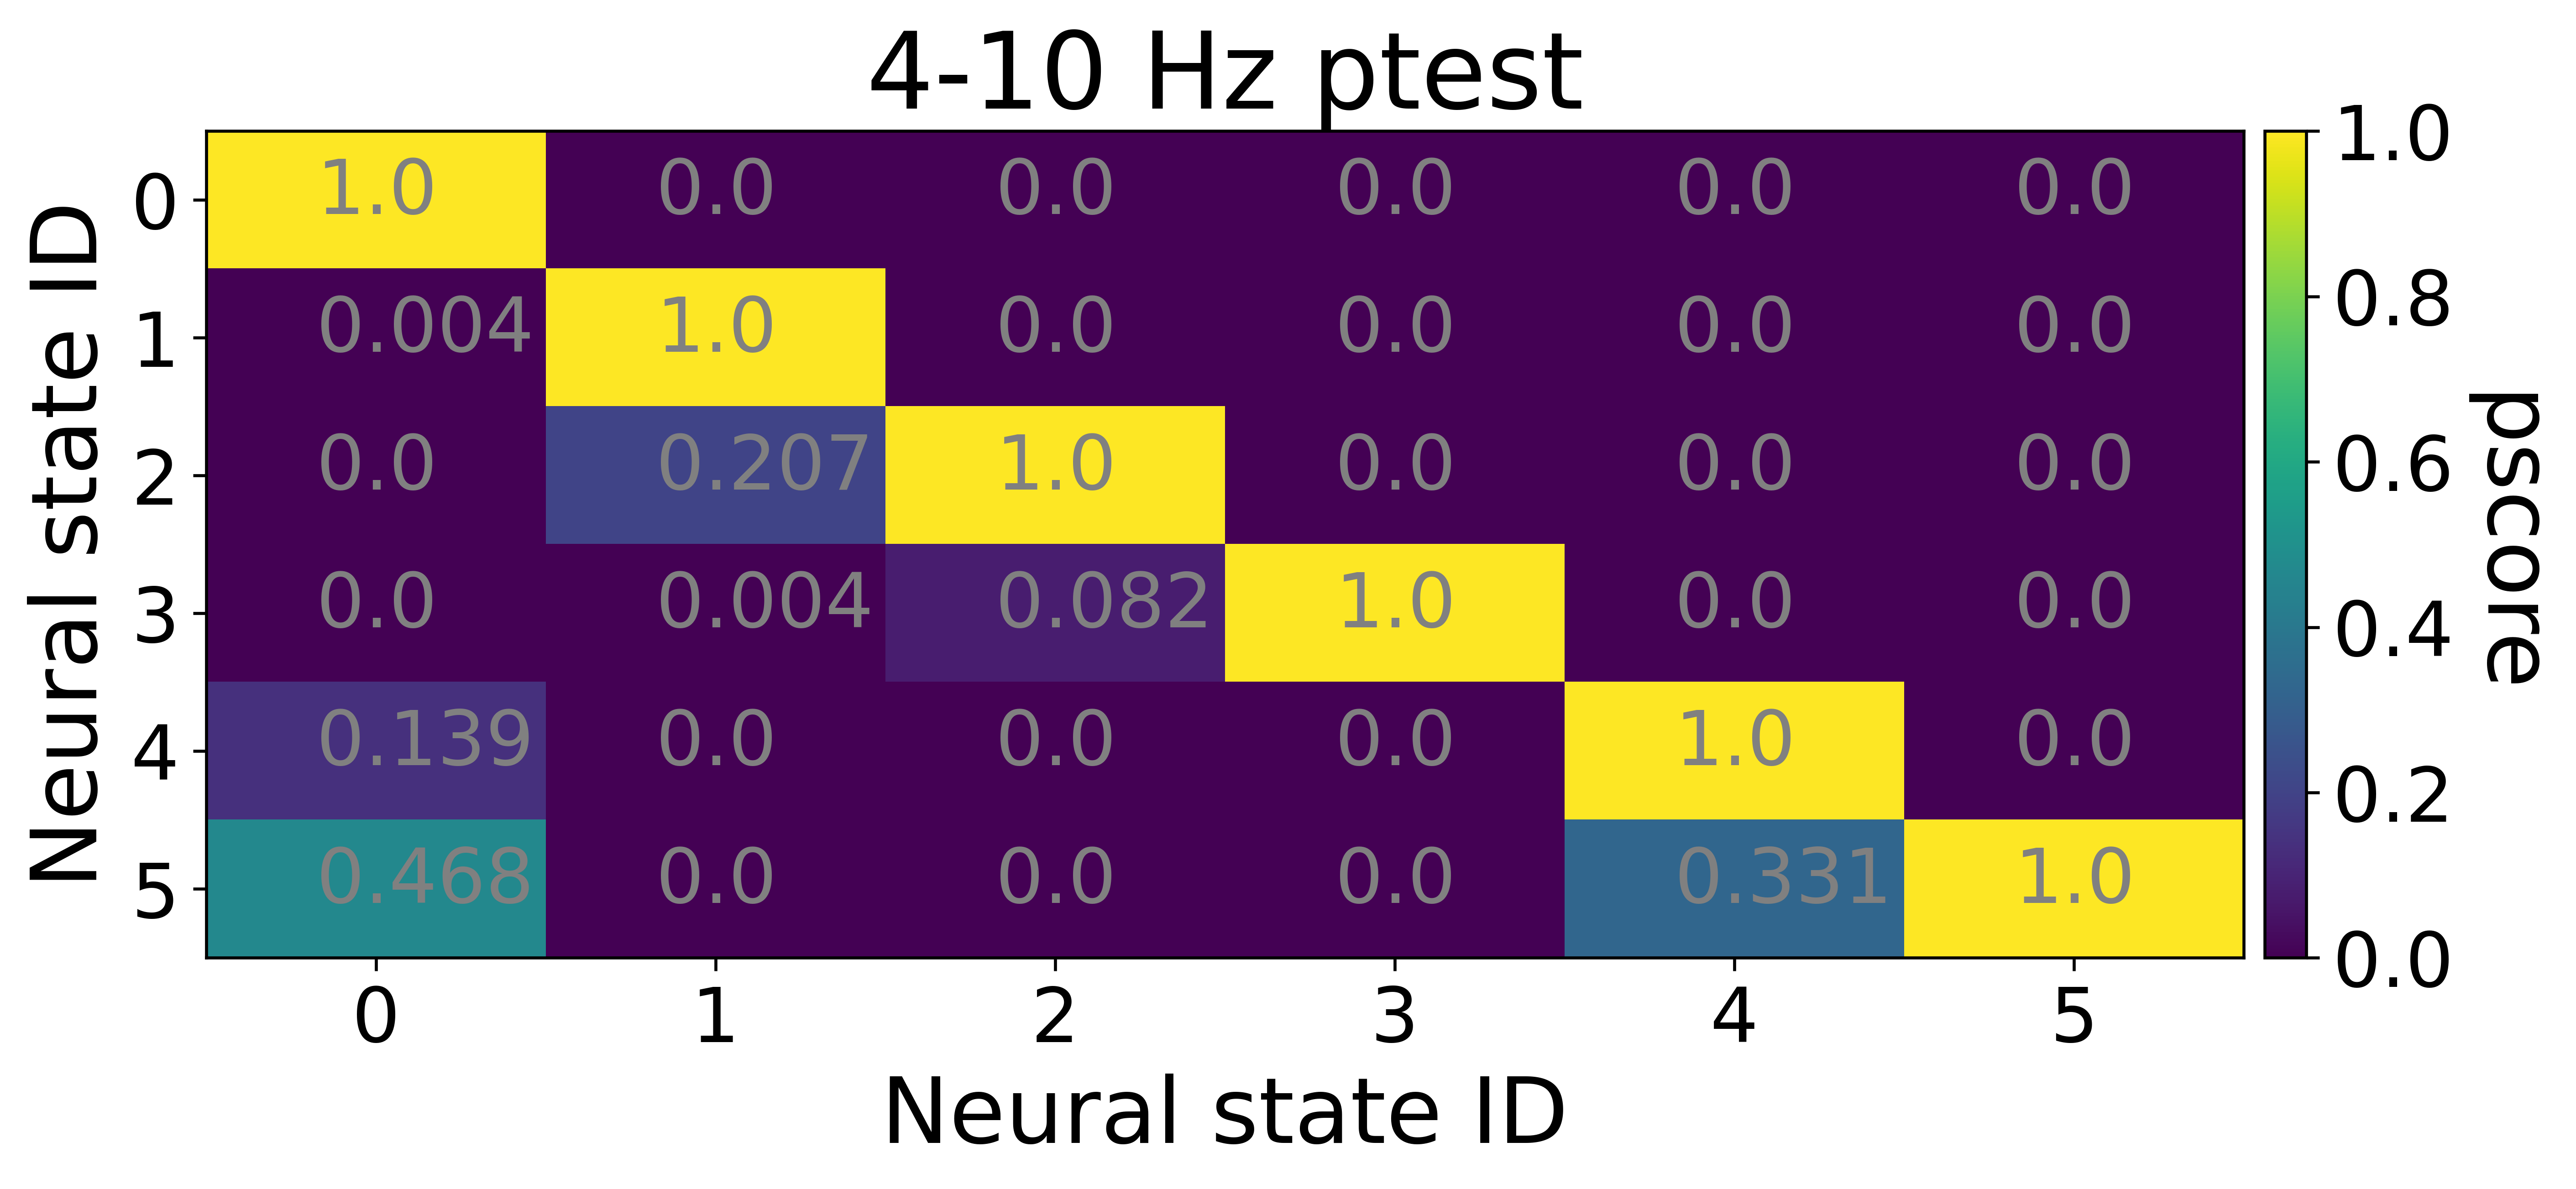 4-10 Hz ptest
Neural state ID
0 1.0 0.0 0.0 0.0 0.0 0.0
1 0.004 1.0 0.0 0.0 0.0 0.0
2 0.0 0.207 1.0 0.0 0.0 0.0
3 0.0 0.004 0.082 1.0 0.0 0.0
4 0.139 0.0 0.0 0.0 1.0 0.0
5 0.468 0.0 0.0 0.0 0.331 1.0
0 1 2 3 4 5
Neural state ID
1.0
0.8
0.6
0.4
0.2
0.0
pscore